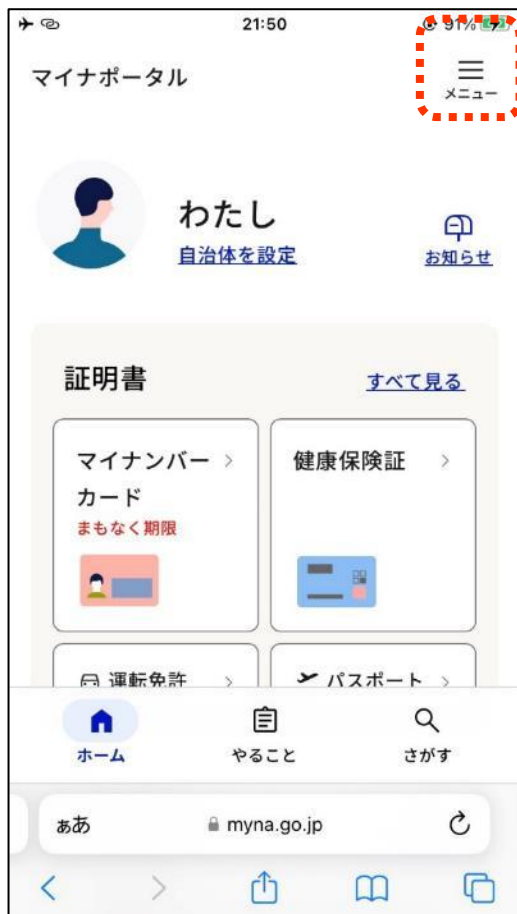 21:50
91%
マイナポータル
メニュー
わたし
自治体を設定
お知らせ
証明書
すべて見る
マイナンバー
カード
まもなく期限
健康保険証
運転免許
パスポート
ホーム
やること
さがす
ぁあ
myna.go.jp